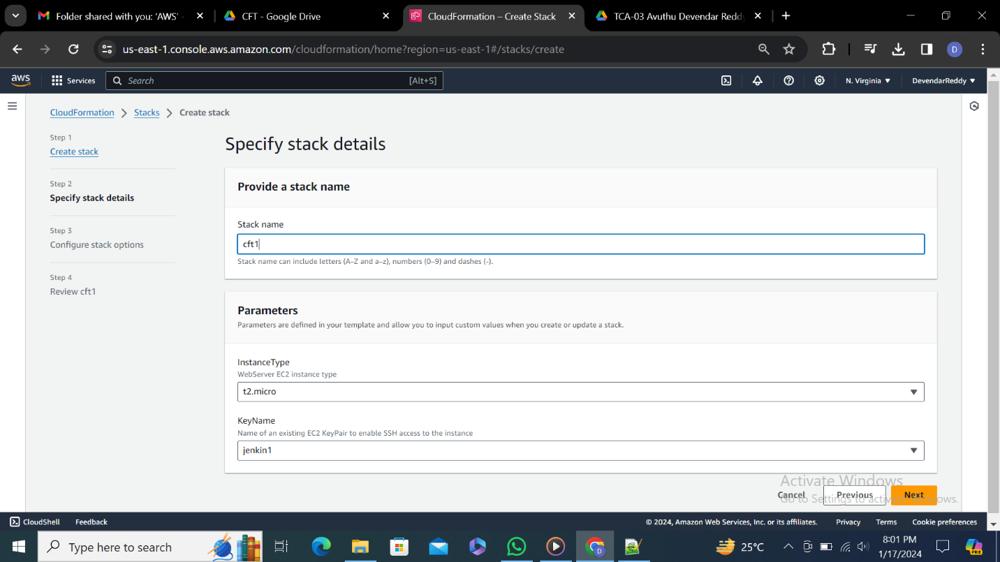 Folder shared with you: 'AWS' -
CFT - Google Drive
CloudFormation – Create Stack
TCA-03 Avuthu Devendar Reddy
us-east-1.console.aws.amazon.com/cloudformation/home?region=us-east-1#/stacks/create
D
aws
Services
Search
[Alt+S]
N. Virginia
DevendarReddy
CloudFormation
Stacks
Create stack
Step 1
Create stack
Step 2
Specify stack details
Step 3
Configure stack options
Step 4
Review cft1
Specify stack details
Provide a stack name
Stack name
cft1
Stack name can include letters (A–Z and a–z), numbers (0–9) and dashes (-).
Parameters
Parameters are defined in your template and allow you to input custom values when you create or update a stack.
InstanceType
WebServer EC2 instance type
t2.micro
KeyName
Name of an existing EC2 KeyPair to enable SSH access to the instance
jenkin1
Activate Windows
Go to Settings to activate Windows.
Cancel
Previous
Next
CloudShell
Feedback
© 2024, Amazon Web Services, Inc. or its affiliates.
Privacy
Terms
Cookie preferences
Type here to search
D
25°C
8:01 PM
1/17/2024
PRE